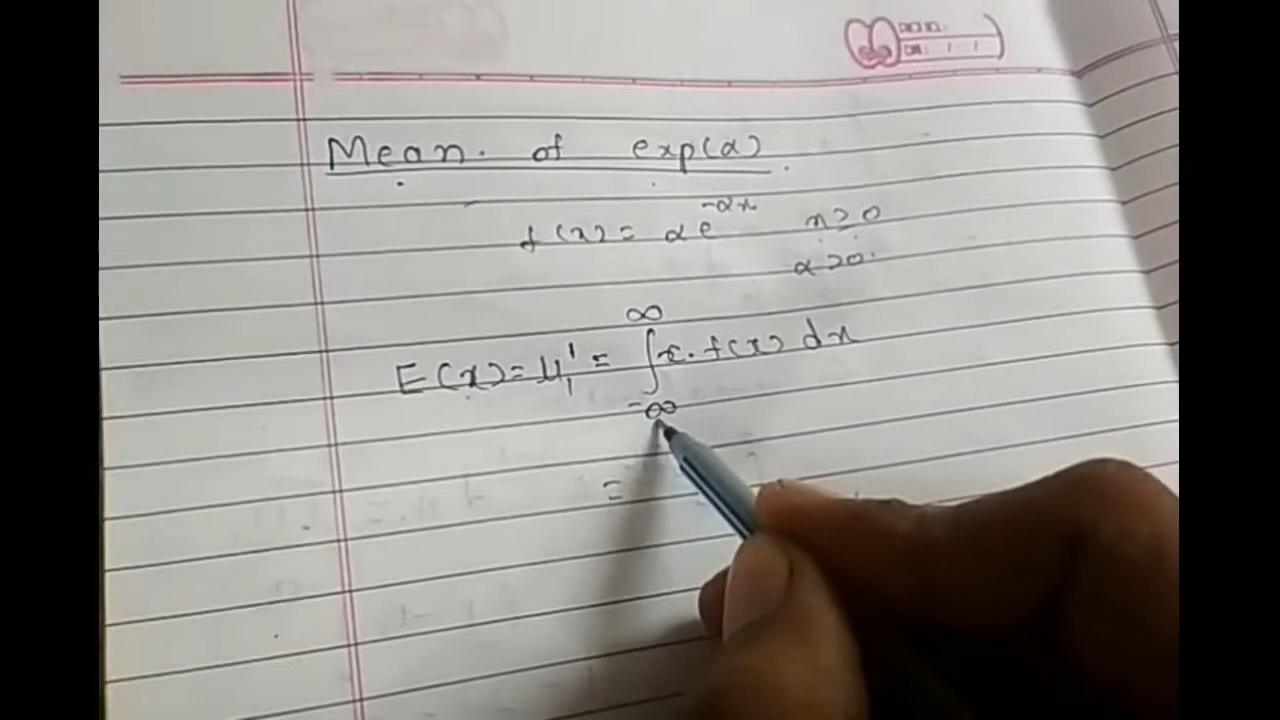 Mean. of exp(α).
f(x) = αe^{-αx} x ≥ 0
α > 0.
E(x) = μ₁' = ∫_{-∞}^{∞} x. f(x) dx
=